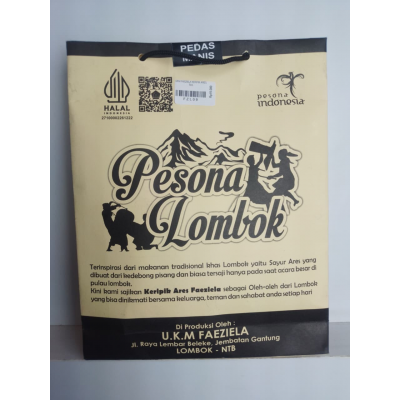 PEDAS
MANIS
HALAL
INDONESIA
pesona
indonesia
Pesona
Lombok
Terinspirasi dari makanan tradisional khas Lombok yaitu Sayur Ares yang
dibuat dari kedebong pisang dan biasa tersaji hanya pada saat acara besar di
pulau lombok.
Kini kami sajikan Keripik Ares Faeziela sebagai Oleh-oleh dari Lombok
yang bisa dinikmati bersama keluarga, teman dan sahabat anda setiap hari
Di Produksi Oleh :
U.K.M FAEZIELA
Jl. Raya Lembar Beleke, Jembatan Gantung
LOMBOK - NTB